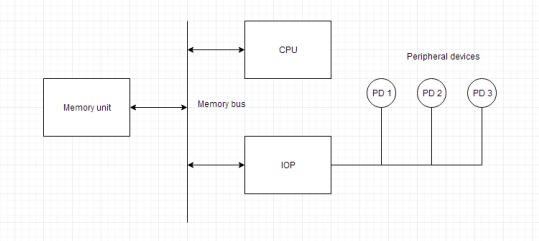 CPU
Peripheral devices
PD 1
PD 2
PD 3
Memory unit
Memory bus
IOP